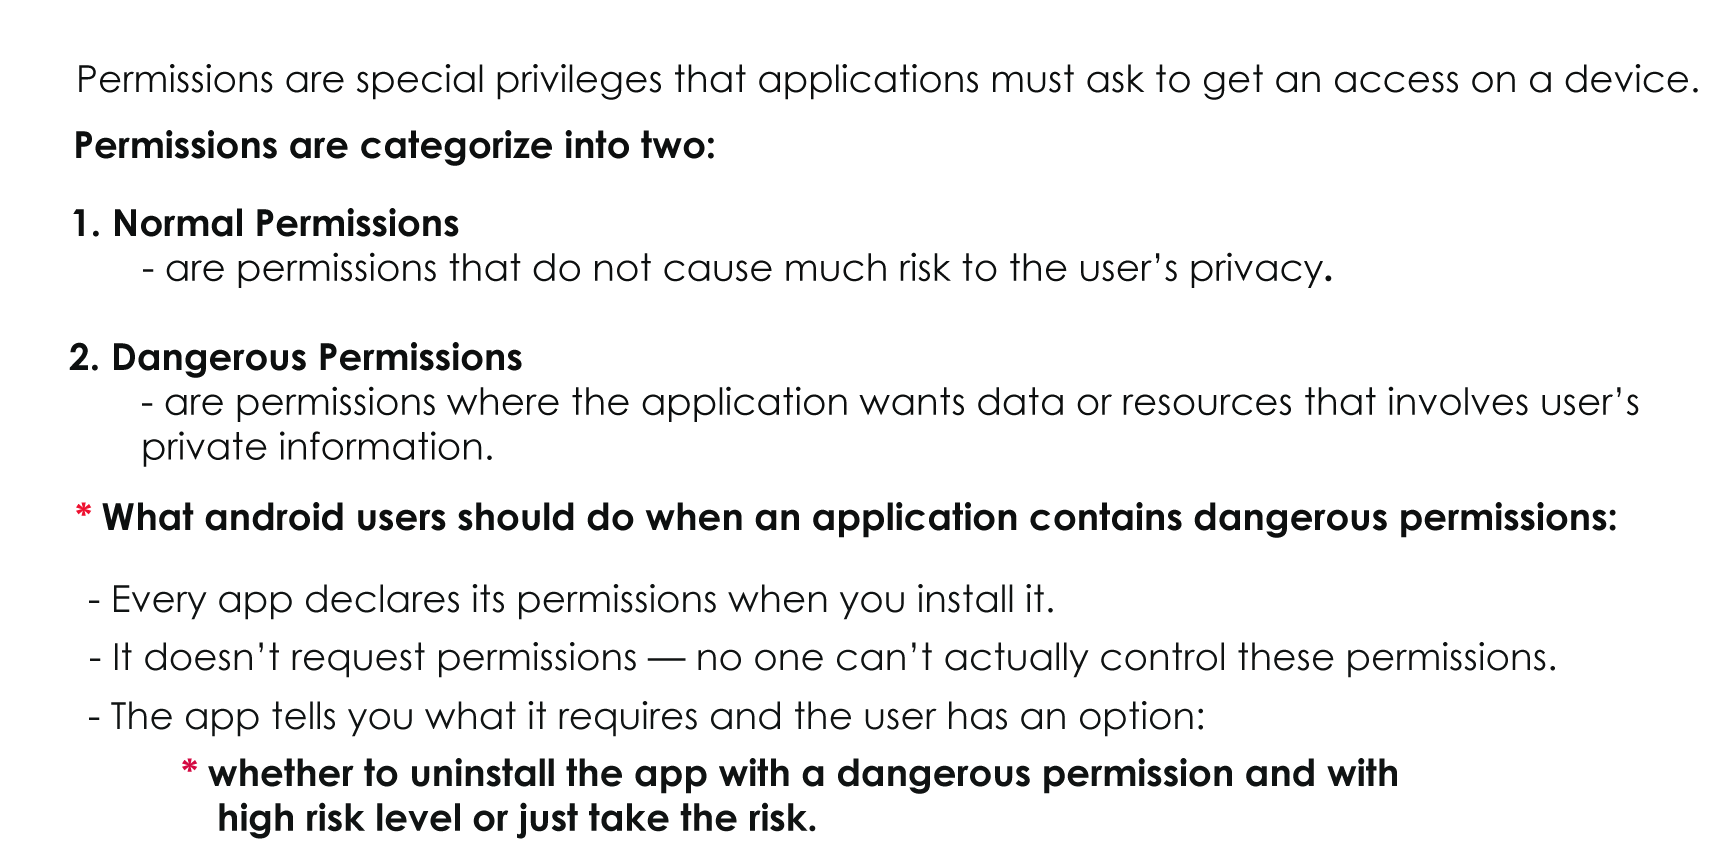 Permissions are special privileges that applications must ask to get an access on a device.
Permissions are categorize into two:
1. Normal Permissions
- are permissions that do not cause much risk to the user’s privacy.
2. Dangerous Permissions
- are permissions where the application wants data or resources that involves user’s
private information.
* What android users should do when an application contains dangerous permissions:
- Every app declares its permissions when you install it.
- It doesn’t request permissions — no one can’t actually control these permissions.
- The app tells you what it requires and the user has an option:
* whether to uninstall the app with a dangerous permission and with
high risk level or just take the risk.